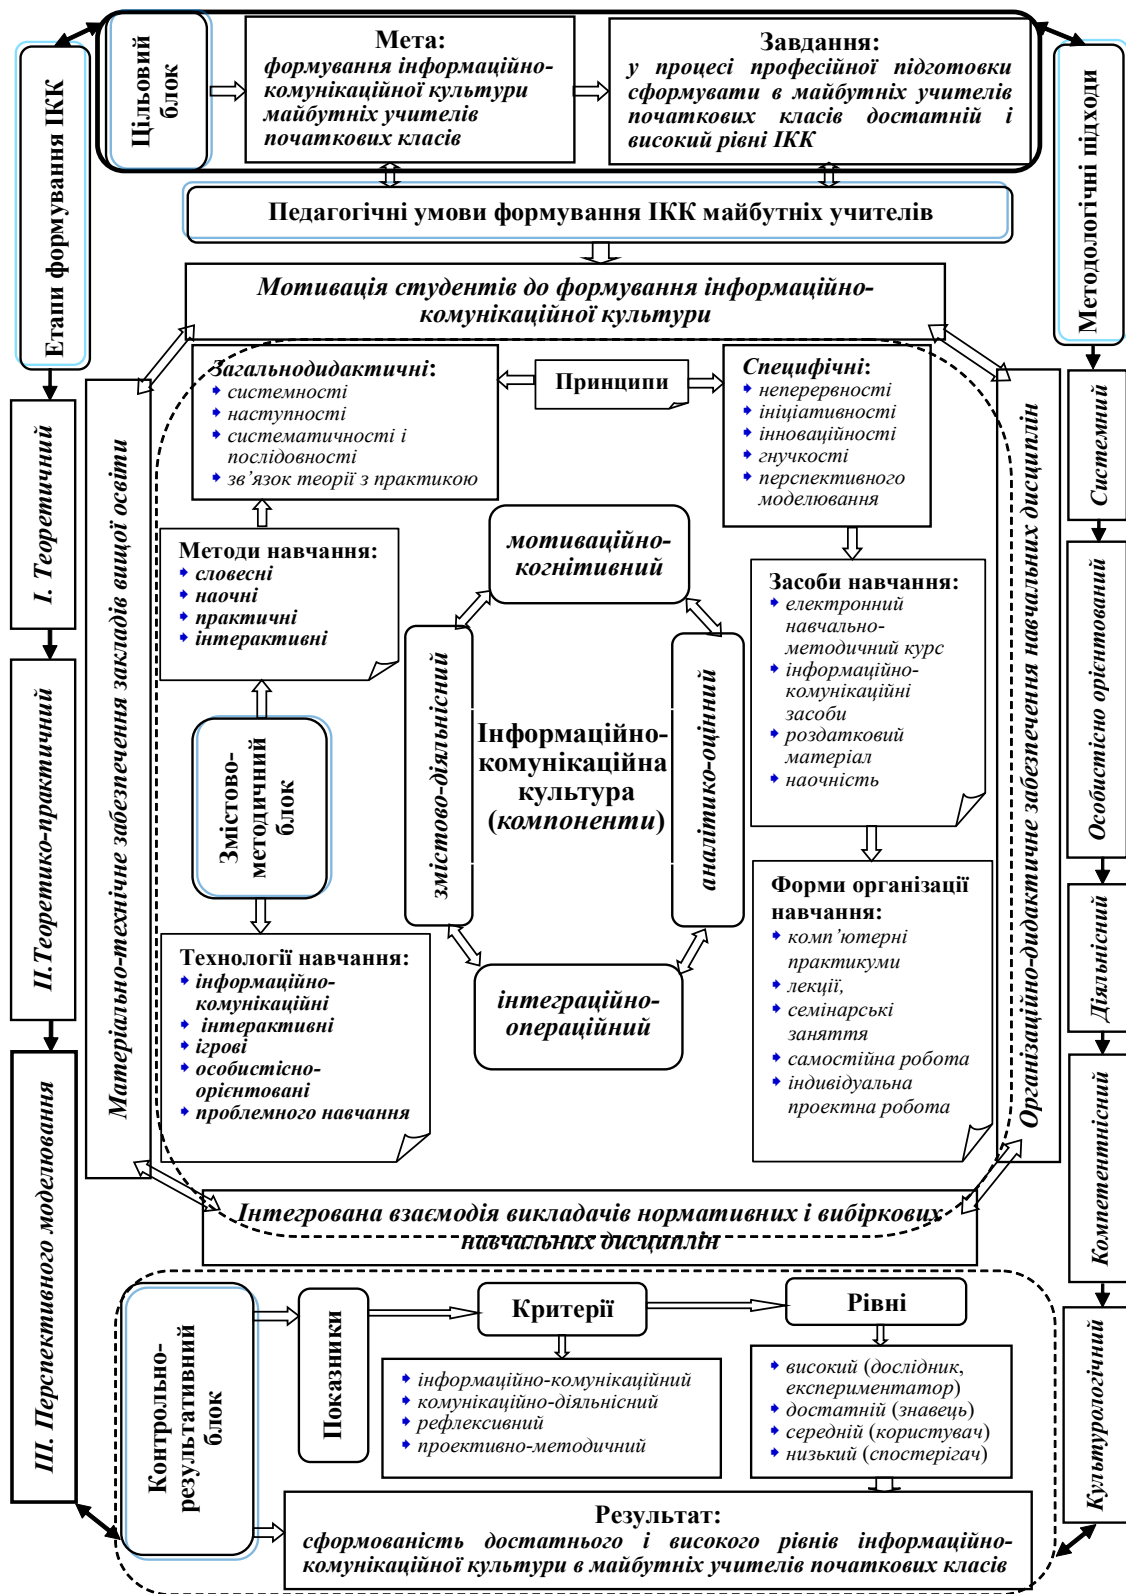 Цільовий
блок
Мета:
формування інформаційно-
комунікаційної культури
майбутніх учителів
початкових класів
Завдання:
у процесі професійної підготовки
сформувати в майбутніх учителів
початкових класів достатній і
високий рівні ІКК
Педагогічні умови формування ІКК майбутніх учителів
Мотивація студентів до формування інформаційно-
комунікаційної культури
Етапи формування ІКК
І. Теоретичний
ІІ.Теоретико-практичний
ІІІ. Перспективного моделювання
Матеріально-технічне забезпечення закладів вищої освіти
Загальнодидактичні:
системності
наступності
систематичності і
послідовності
зв’язок теорії з практикою
Принципи
Специфічні:
неперервності
ініціативності
інноваційності
гнучкості
перспективного
моделювання
Методи навчання:
словесні
наочні
практичні
інтерактивні
Змістово-
методичний
блок
Технології навчання:
інформаційно-
комунікаційні
інтерактивні
ігрові
особистісно-
орієнтовані
проблемного навчання
мотиваційно-
когнітивний
змістово-діяльнісний
Інформаційно-
комунікаційна
культура
(компоненти)
аналітико-оцінний
інтеграційно-
операційний
Засоби навчання:
електронний
навчально-
методичний курс
інформаційно-
комунікаційні
засоби
роздатковий
матеріал
наочність
Форми організації
навчання:
комп’ютерні
практикуми
лекції,
семінарські
заняття
самостійна робота
індивідуальна
проектна робота
Організаційно-дидактичне забезпечення навчальних дисциплін
Методологічні підходи
Системний
Особистісно орієнтований
Діяльнісний
Компетентнісний
Культурологічний
Інтегрована взаємодія викладачів нормативних і вибіркових
навчальних дисциплін
Контрольно-
результативний
блок
Показники
Критерії
інформаційно-комунікаційний
комунікаційно-діяльнісний
рефлексивний
проективно-методичний
Рівні
високий (дослідник,
експериментатор)
достатній (знавець)
середній (користувач)
низький (спостерігач)
Результат:
сформованість достатнього і високого рівнів інформаційно-
комунікаційної культури в майбутніх учителів початкових класів